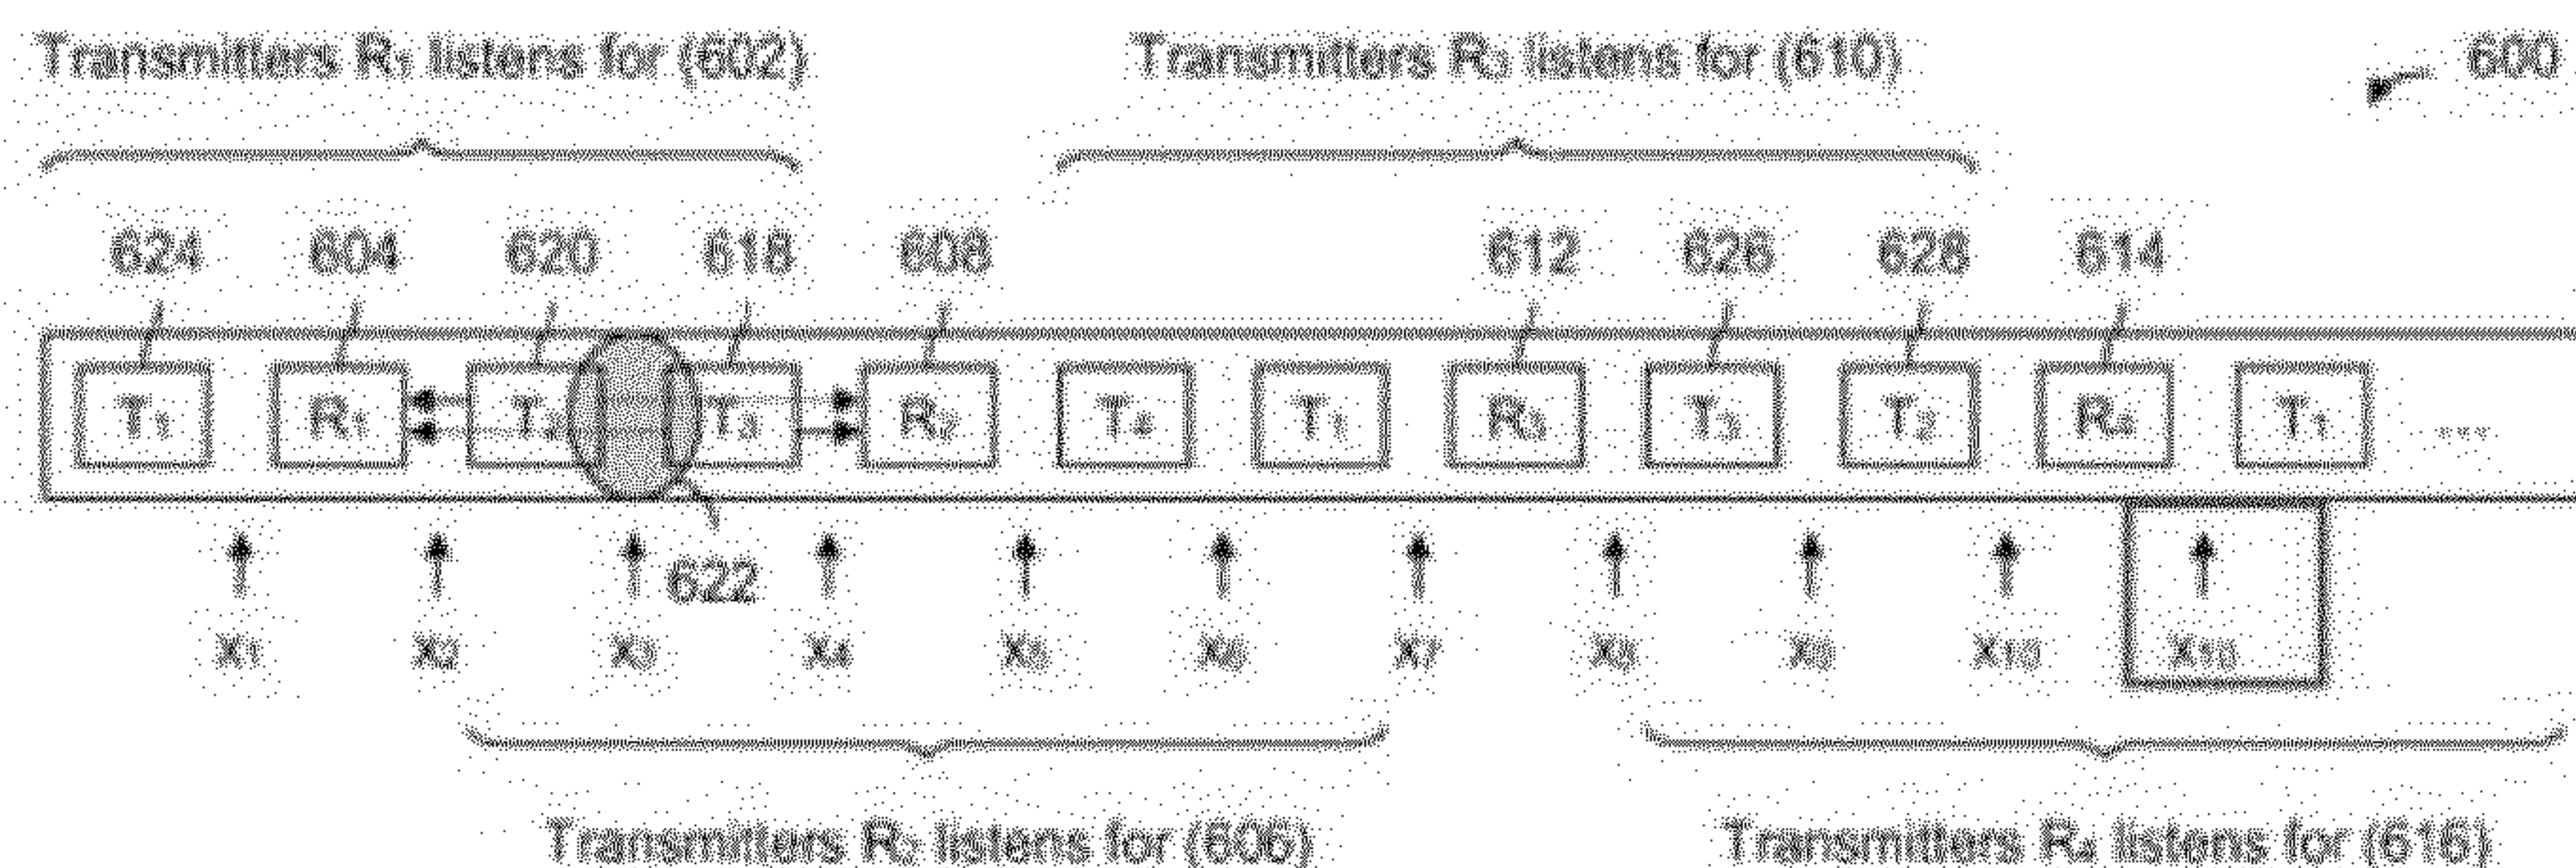 Transmitters R1 listens for (602)
Transmitters R3 listens for (610)
600
624 604 620 618 608 612 626 628 614
T1 R1 T2 T3 R2 T4 T1 R3 T3 T2 R4 T1 ...
622
X1 X2 X3 X4 X5 X6 X7 X8 X9 X10 X10
Transmitters R2 listens for (606)
Transmitters R4 listens for (616)